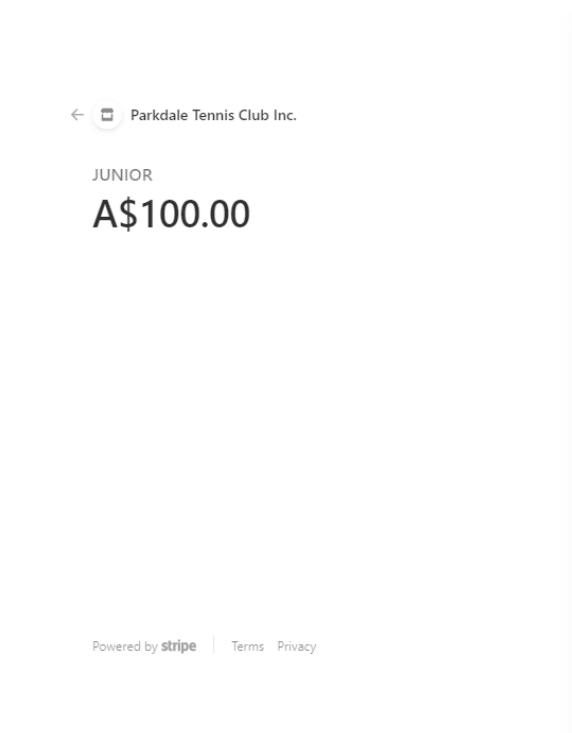 Parkdale Tennis Club Inc.
JUNIOR
A$100.00
Powered by stripe
Terms Privacy